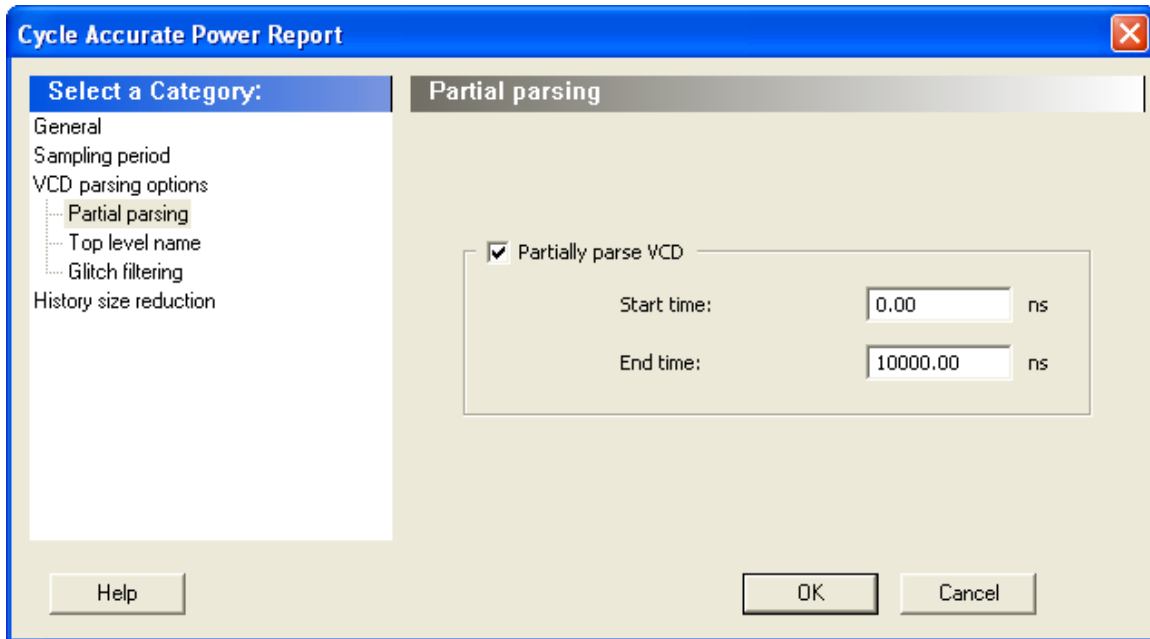 Cycle Accurate Power Report
Select a Category:
General
Sampling period
VCD parsing options
Partial parsing
Top level name
Glitch filtering
History size reduction
Partial parsing
Partially parse VCD
Start time: 0.00 ns
End time: 10000.00 ns
Help OK Cancel